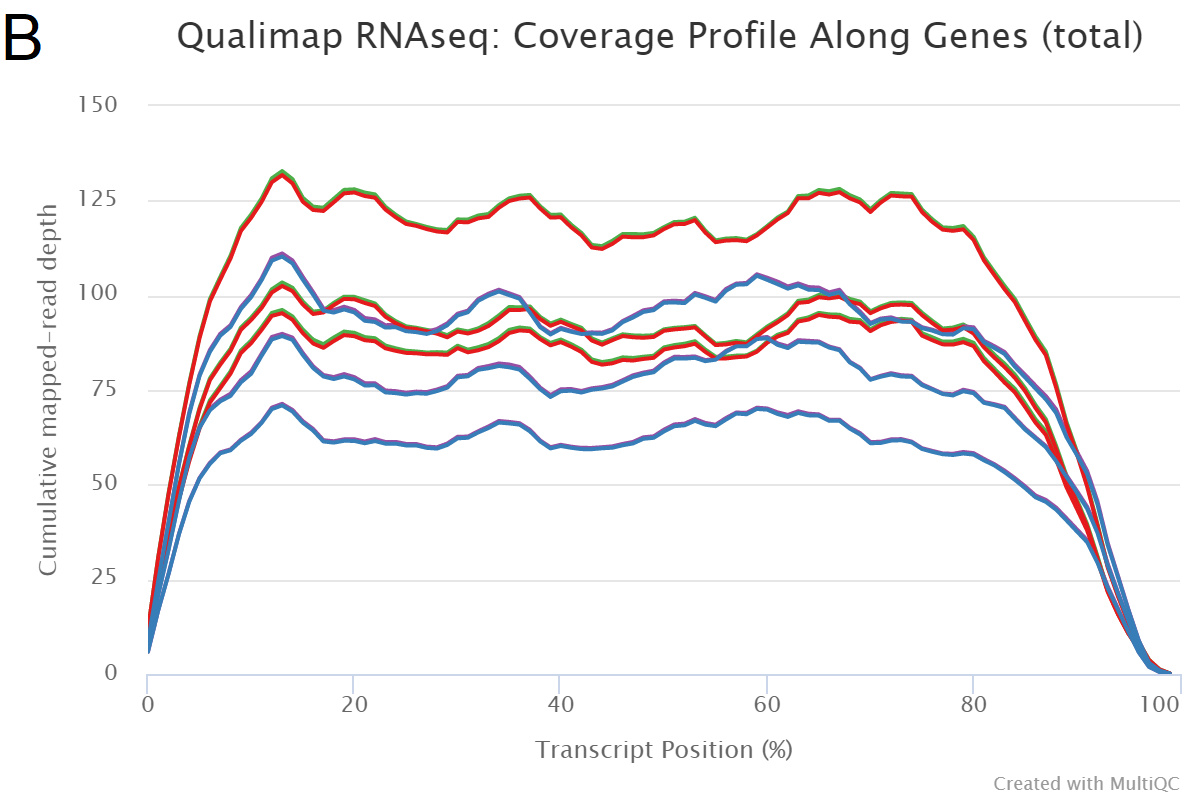 B
Qualimap RNAseq: Coverage Profile Along Genes (total)
150
125
100
75
50
25
0
Cumulative mapped-read depth
0 20 40 60 80 100
Transcript Position (%)
Created with MultiQC